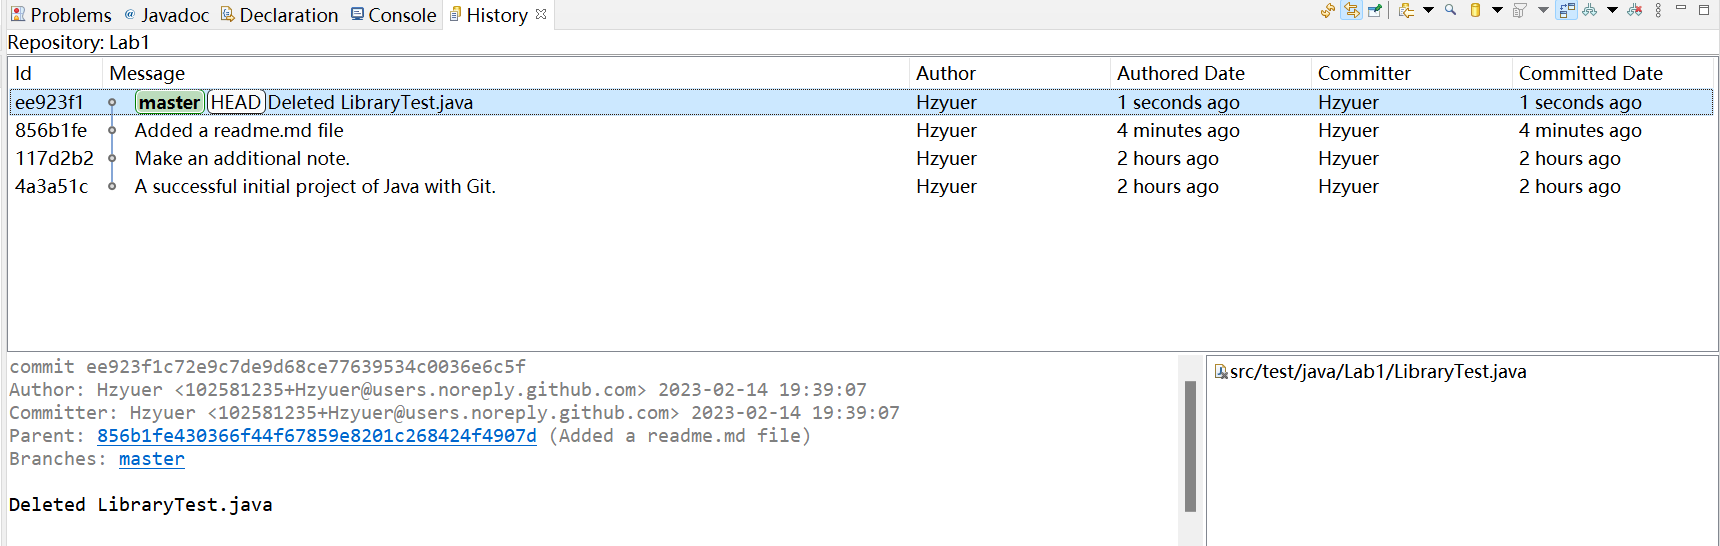 Problems @ Javadoc Declaration Console History
Repository: Lab1
Id Message Author Authored Date Committer Committed Date
ee923f1 master HEAD Deleted LibraryTest.java Hzyuer 1 seconds ago Hzyuer 1 seconds ago
856b1fe Added a readme.md file Hzyuer 4 minutes ago Hzyuer 4 minutes ago
117d2b2 Make an additional note. Hzyuer 2 hours ago Hzyuer 2 hours ago
4a3a51c A successful initial project of Java with Git. Hzyuer 2 hours ago Hzyuer 2 hours ago
commit ee923f1c72e9c7de9d68ce77639534c0036e6c5f
Author: Hzyuer <102581235+Hzyuer@users.noreply.github.com> 2023-02-14 19:39:07
Committer: Hzyuer <102581235+Hzyuer@users.noreply.github.com> 2023-02-14 19:39:07
Parent: 856b1fe430366f44f67859e8201c268424f4907d (Added a readme.md file)
Branches: master
Deleted LibraryTest.java
src/test/java/Lab1/LibraryTest.java